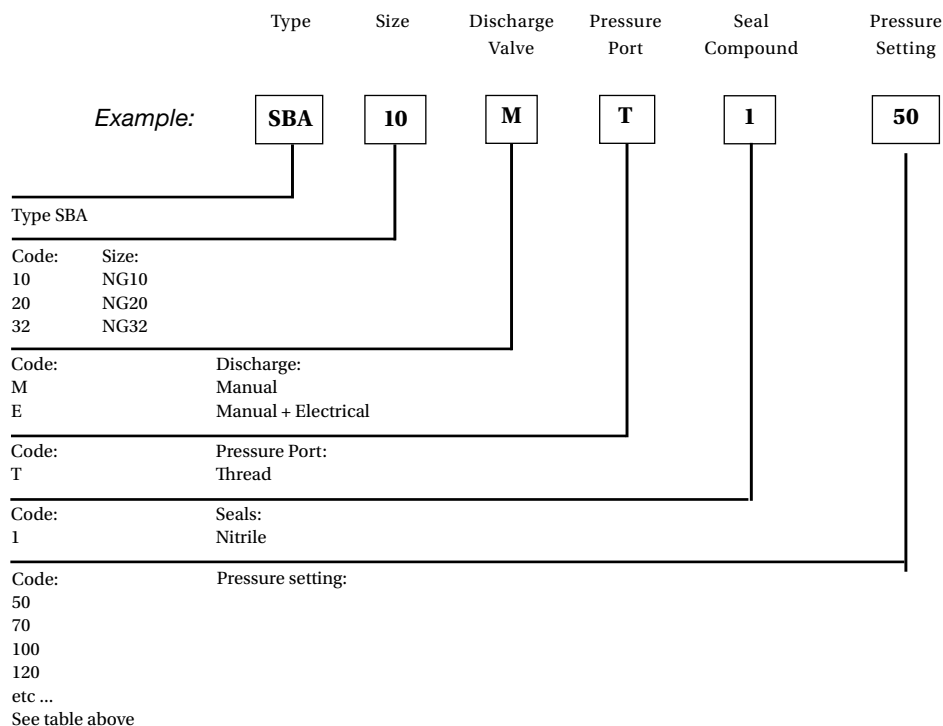 Type Size Discharge Pressure Seal Pressure
Valve Port Compound Setting
Example: SBA 10 M T 1 50
Type SBA
Code: Size:
10 NG10
20 NG20
32 NG32
Code: Discharge:
M Manual
E Manual + Electrical
Code: Pressure Port:
T Thread
Code: Seals:
1 Nitrile
Code: Pressure setting:
50
70
100
120
etc ...
See table above